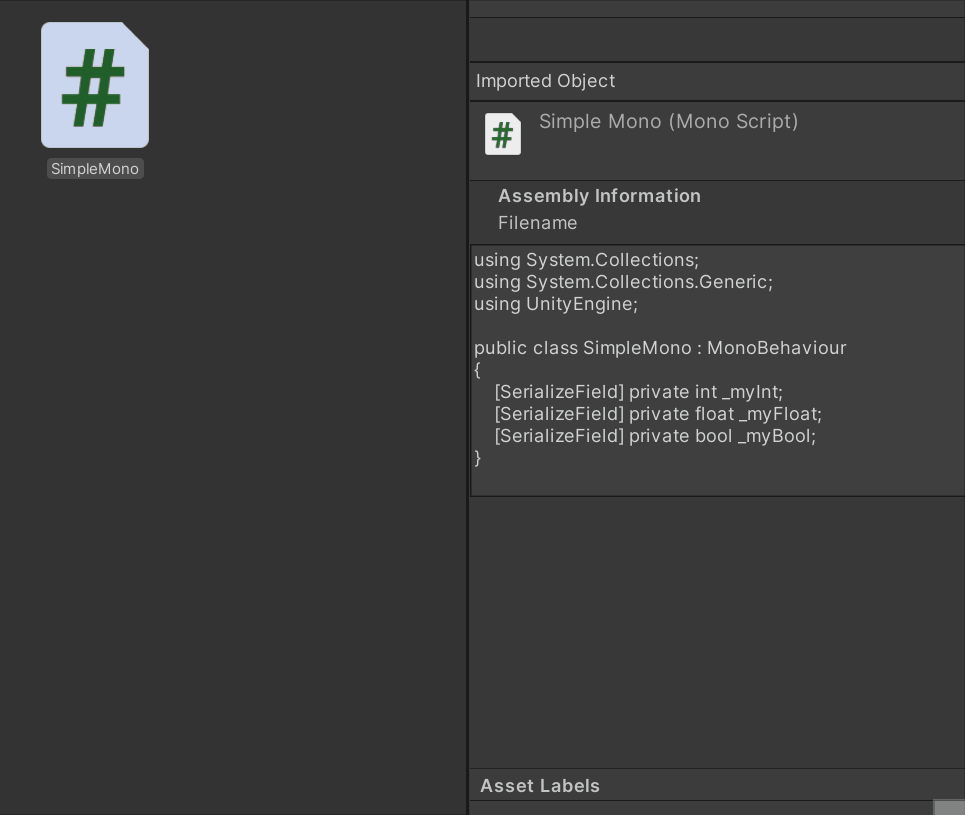 SimpleMono
Imported Object
Simple Mono (Mono Script)
Assembly Information
Filename
using System.Collections;
using System.Collections.Generic;
using UnityEngine;
public class SimpleMono : MonoBehaviour
{
[SerializeField] private int _myInt;
[SerializeField] private float _myFloat;
[SerializeField] private bool _myBool;
}
Asset Labels